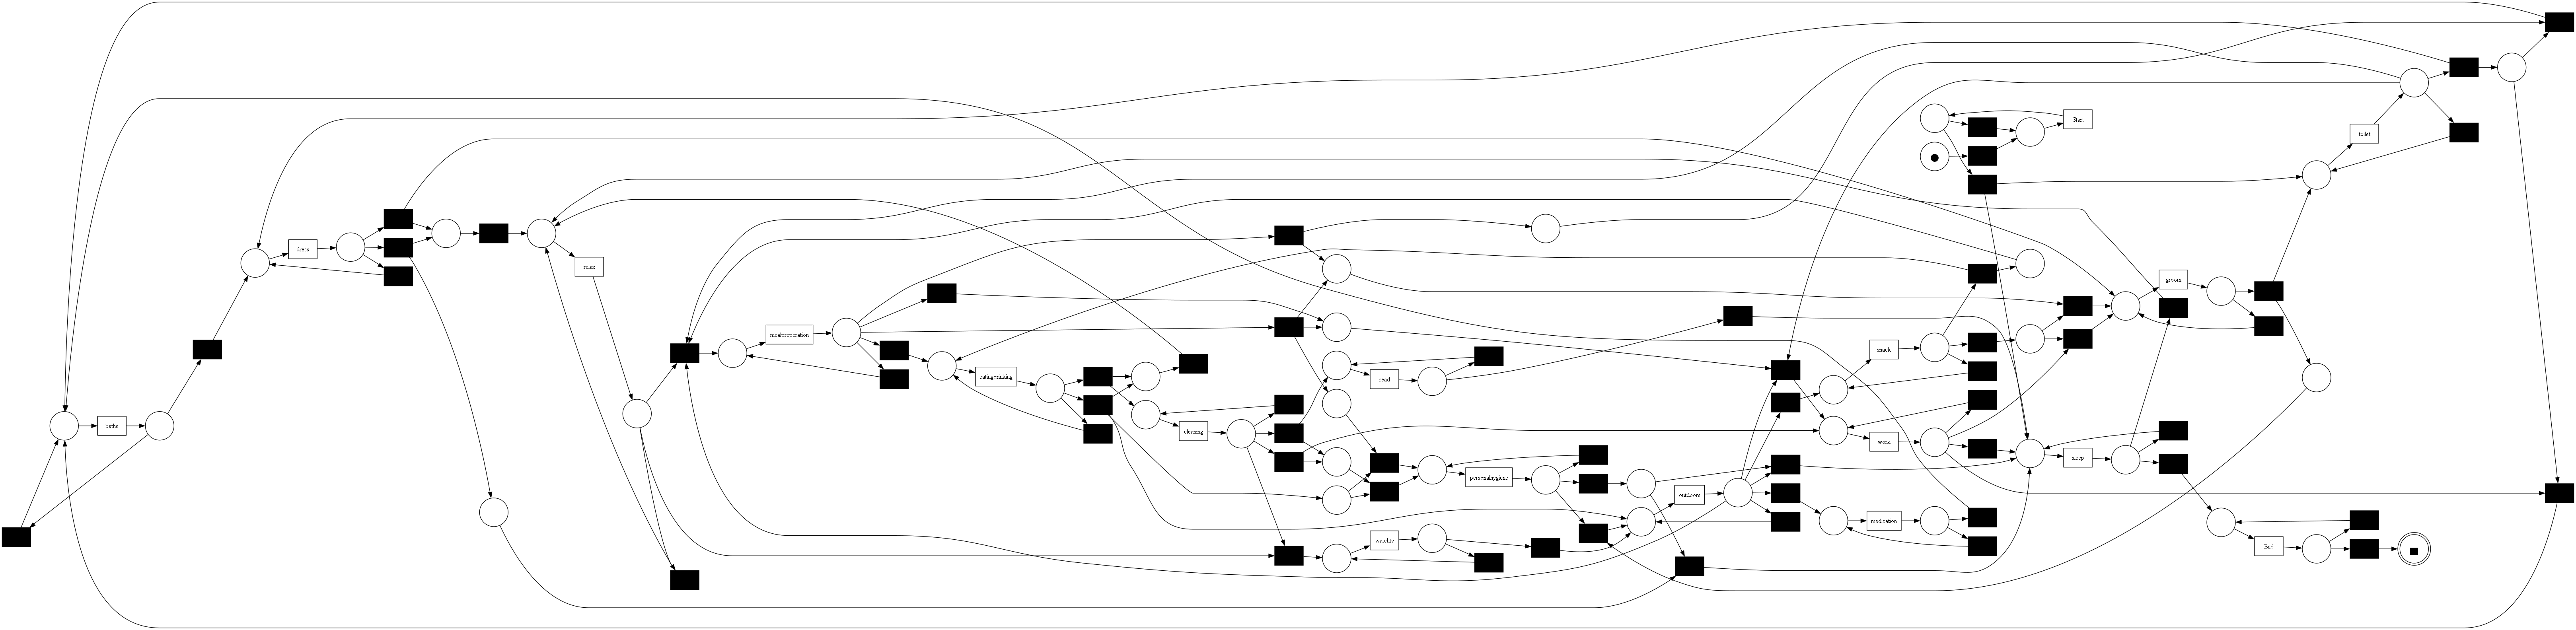 Start
toilet
dress
relax
groom
mealpreperation
snack
eatingdrinking
read
bathe
cleaning
work
sleep
personalhygiene
outdoors
medication
watchtv
End